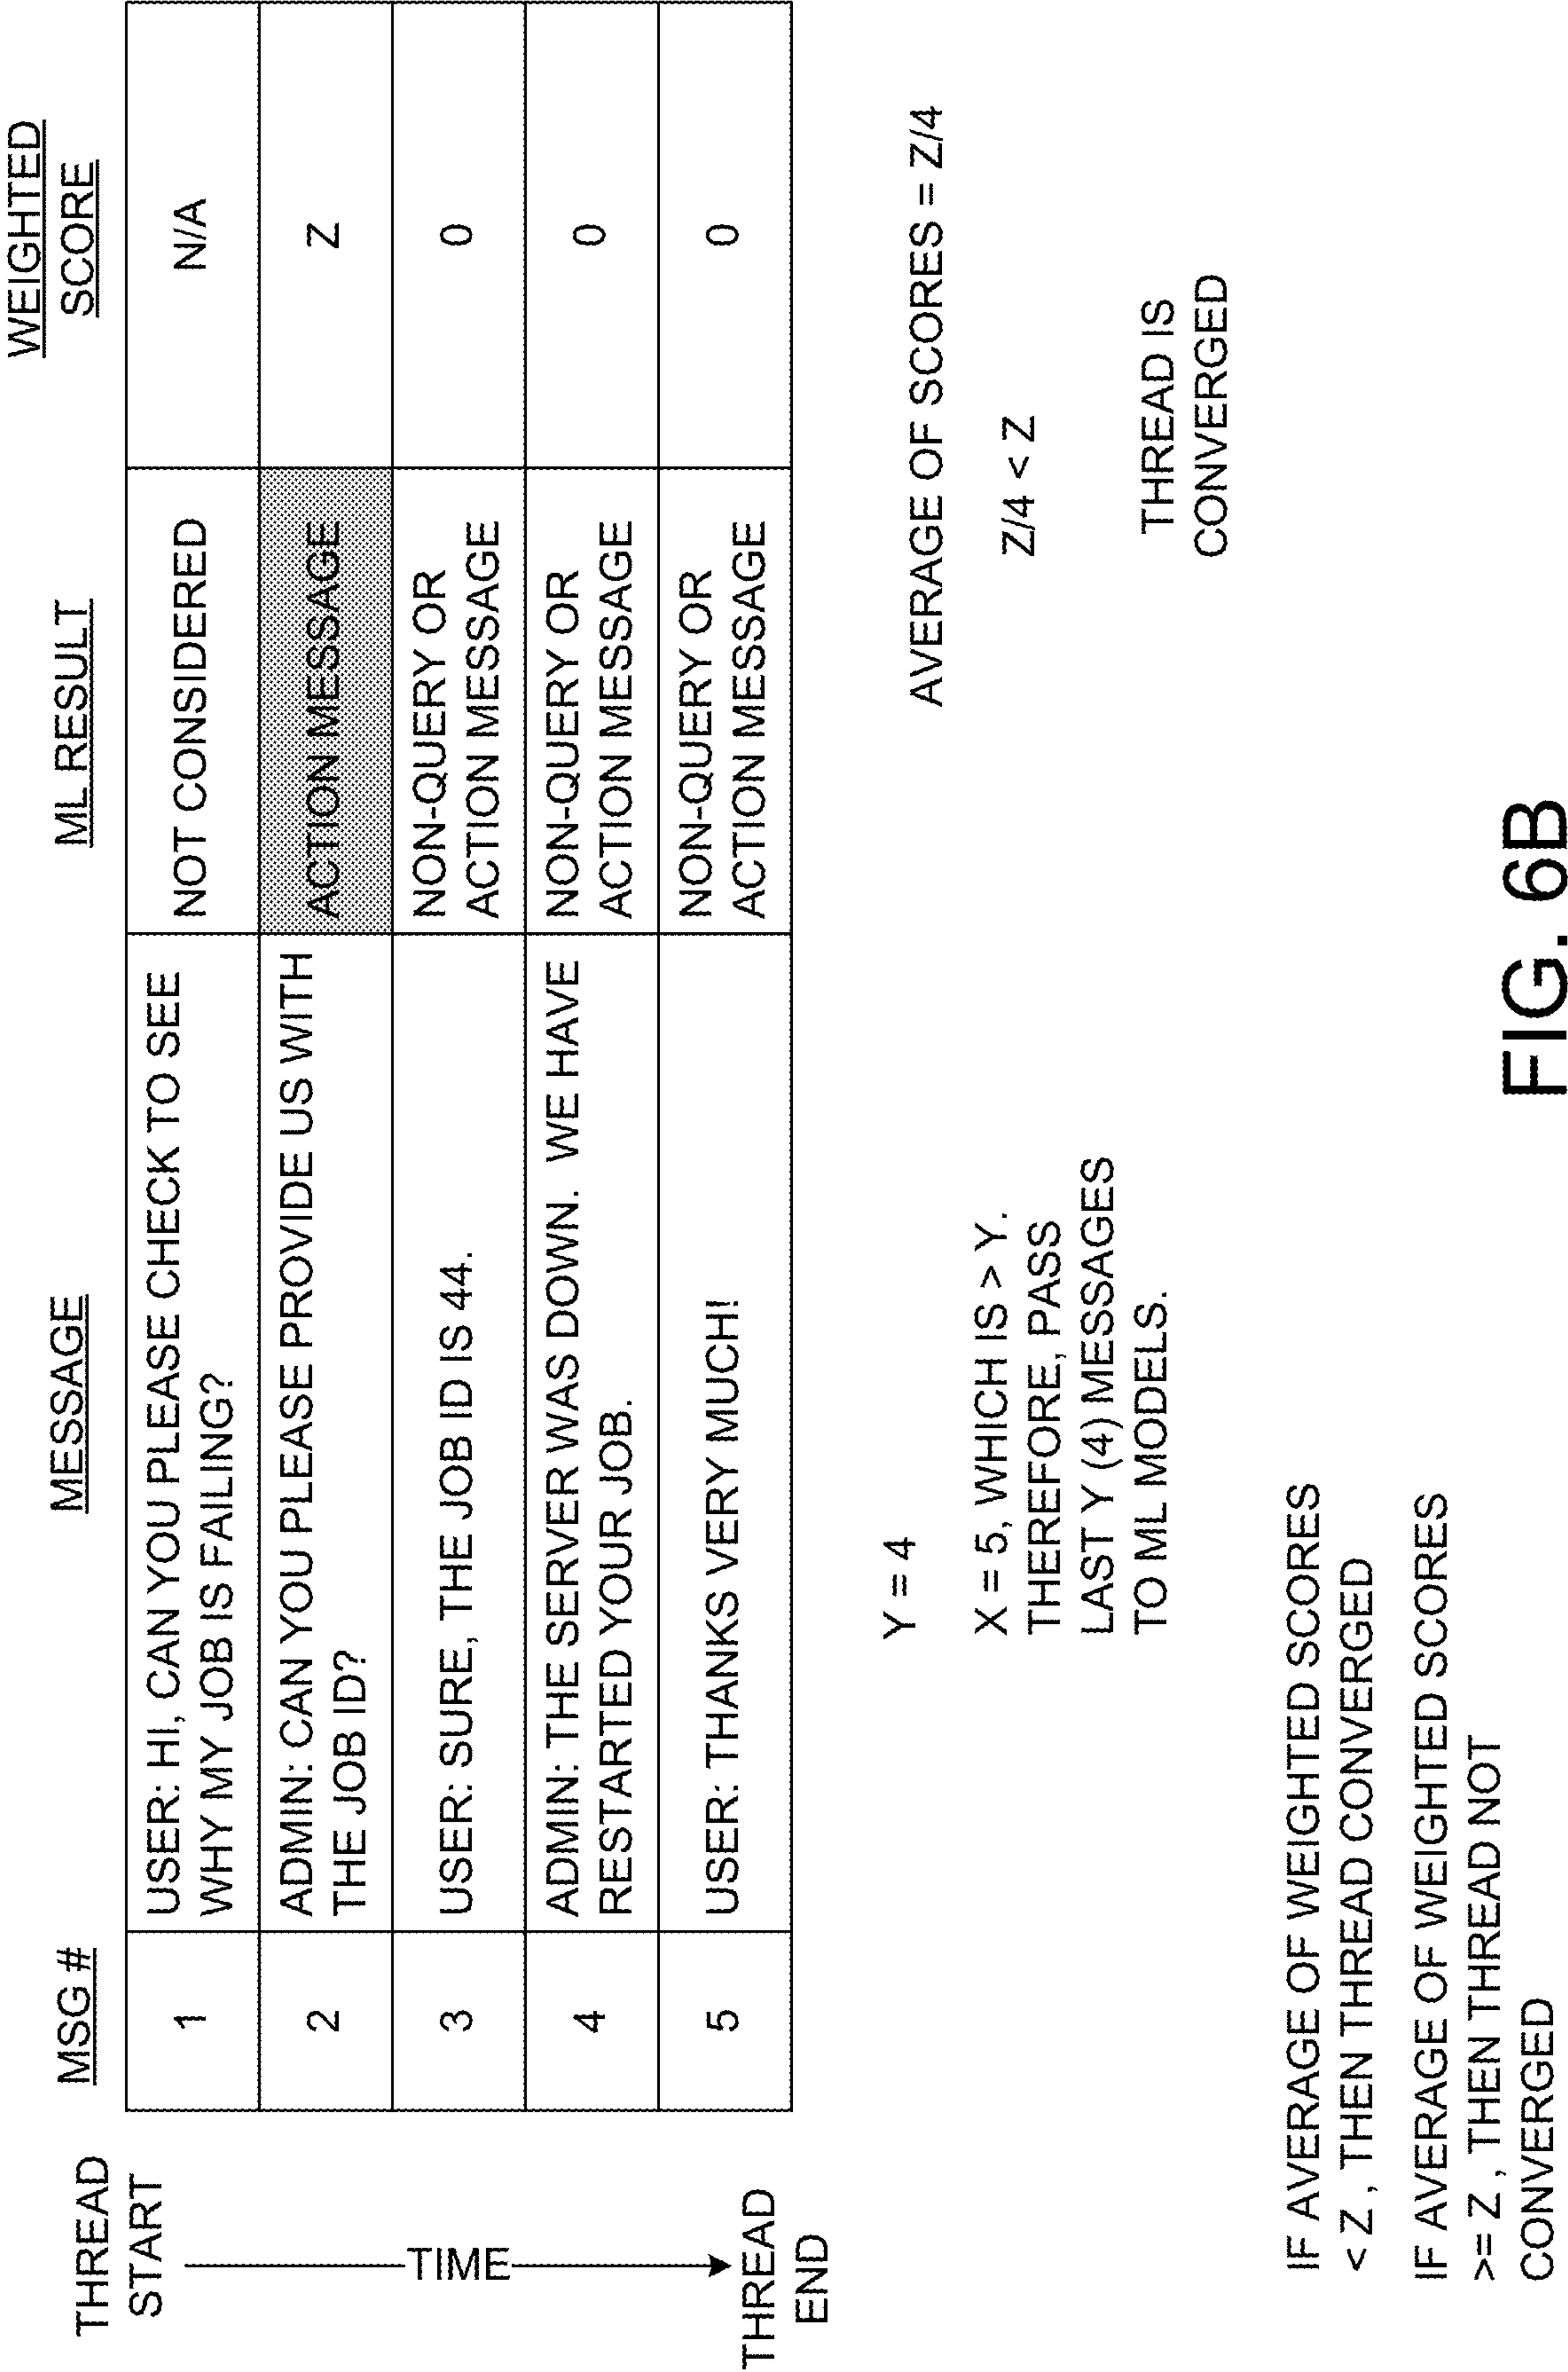 THREAD
START
TIME
THREAD
END
MSG #
MESSAGE
ML RESULT
WEIGHTED
SCORE
1
USER: HI, CAN YOU PLEASE CHECK TO SEE
WHY MY JOB IS FAILING?
NOT CONSIDERED
N/A
2
ADMIN: CAN YOU PLEASE PROVIDE US WITH
THE JOB ID?
ACTION MESSAGE
Z
3
USER: SURE, THE JOB ID IS 44.
NON-QUERY OR
ACTION MESSAGE
0
4
ADMIN: THE SERVER WAS DOWN. WE HAVE
RESTARTED YOUR JOB.
NON-QUERY OR
ACTION MESSAGE
0
5
USER: THANKS VERY MUCH!
NON-QUERY OR
ACTION MESSAGE
0
Y = 4
X = 5, WHICH IS > Y.
THEREFORE, PASS
LAST Y (4) MESSAGES
TO ML MODELS.
AVERAGE OF SCORES = Z/4
Z/4 < Z
THREAD IS
CONVERGED
IF AVERAGE OF WEIGHTED SCORES
< Z , THEN THREAD CONVERGED
IF AVERAGE OF WEIGHTED SCORES
>= Z , THEN THREAD NOT
CONVERGED
FIG. 6B